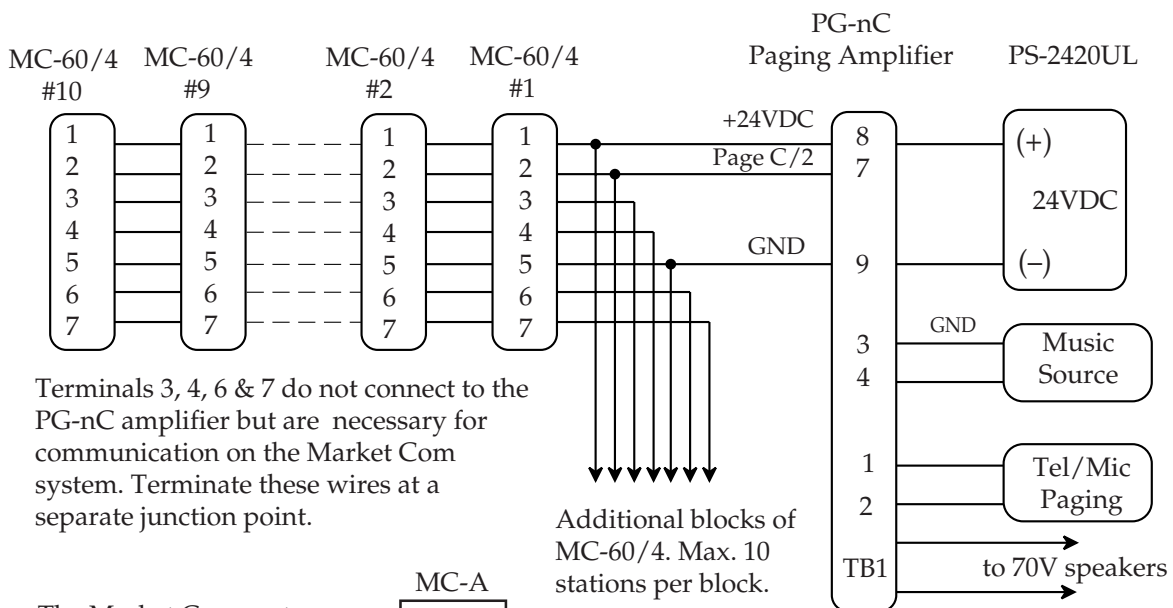 PG-nC
Paging Amplifier
PS-2420UL
MC-60/4
#10
MC-60/4
#9
MC-60/4
#2
MC-60/4
#1
1
2
3
4
5
6
7
1
2
3
4
5
6
7
1
2
3
4
5
6
7
1
2
3
4
5
6
7
+24VDC
Page C/2
GND
8
7
9
3
4
1
2
TB1
(+)
24VDC
(–)
GND
Music
Source
Tel/Mic
Paging
to 70V speakers
Terminals 3, 4, 6 & 7 do not connect to the
PG-nC amplifier but are necessary for
communication on the Market Com
system. Terminate these wires at a
separate junction point.
Additional blocks of
MC-60/4. Max. 10
stations per block.
MC-A